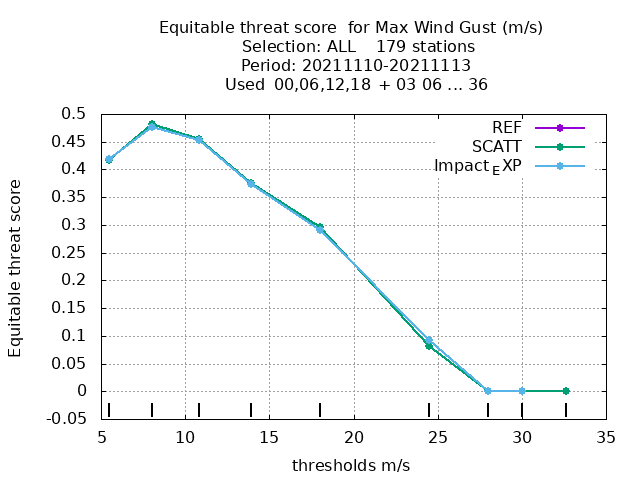 Equitable threat score  for Max Wind Gust (m/s)
Selection: ALL    179 stations
Period: 20211110-20211113
Used  00,06,12,18  + 03 06 ... 36
REF
SCATT
Impact_EXP
0.5
0.45
0.4
0.35
0.3
0.25
0.2
0.15
0.1
0.05
0
-0.05
Equitable threat score
5 10 15 20 25 30 35
thresholds m/s